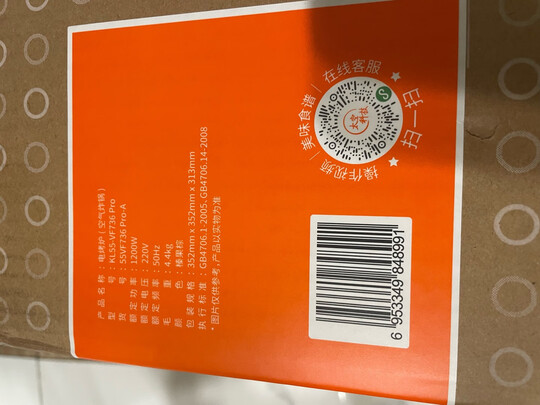 产品名称：电烤炉（空气炸锅）
型号：KL55-VF736 Pro
货号：55VF736 Pro-A
额定功率：1200W
额定电压：220V
额定频率：50Hz
毛重：4.4kg
颜色：榛果棕
包装规格：352mm x 352mm x 313mm
执行标准：GB4706.1-2005、GB4706.14-2008
* 图片仅供参考，产品以实物为准
操作视频 | 美味食谱 | 在线客服
★ 扫一扫 ★
6 953349 848991